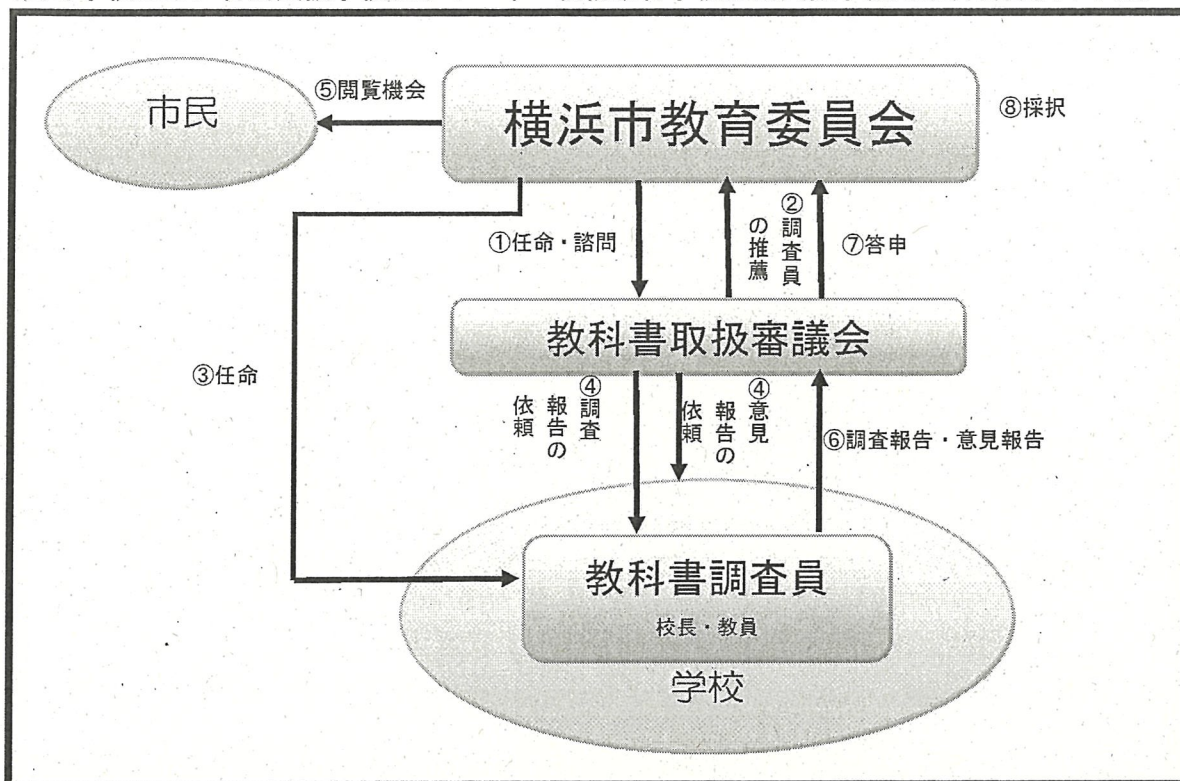 市民
⑤閲覧機会
横浜市教育委員会
⑧採択
①任命・諮問
②調査員
の推薦
⑦答申
教科書取扱審議会
③任命
④調査
報告の
依頼
④意見
報告の
依頼
⑥調査報告・意見報告
教科書調査員
校長・教員
学校